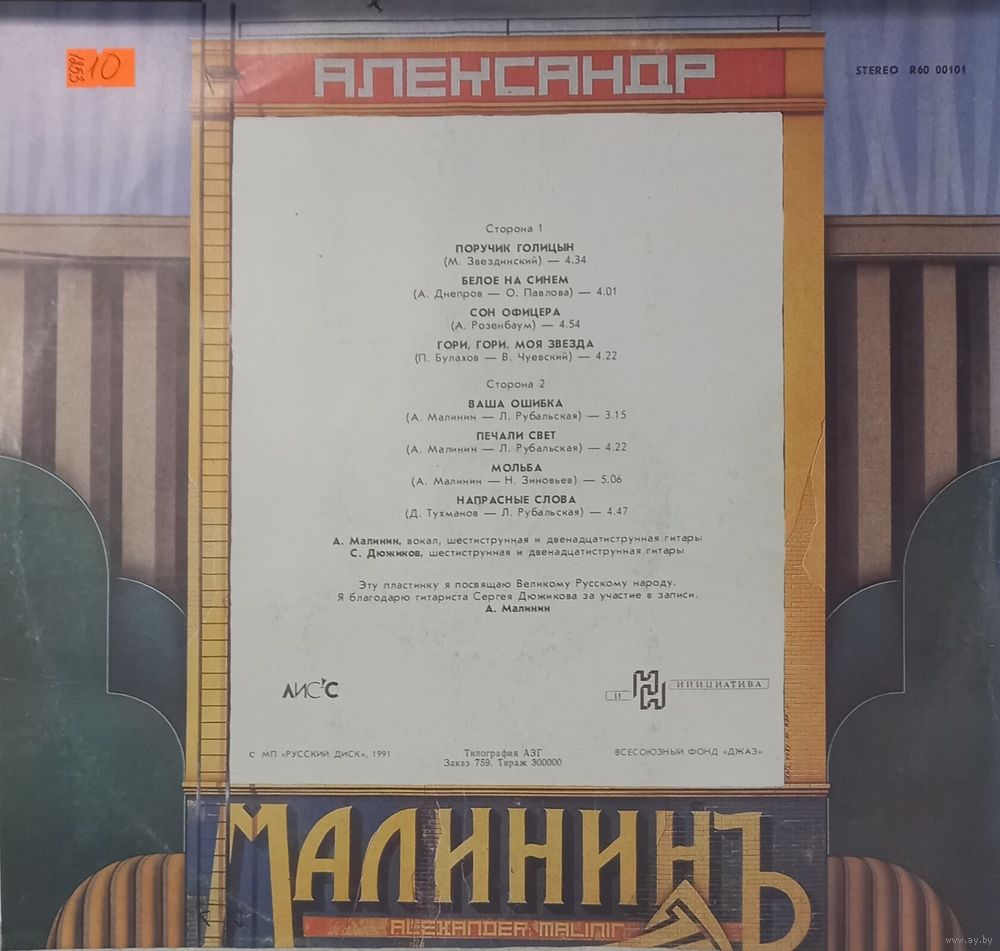 1253
10
АЛЕКСАНДР
STEREO R60 00101
Сторона 1
ПОРУЧИК ГОЛИЦЫН
(М. Звездинский) — 4.34
БЕЛОЕ НА СИНЕМ
(А. Днепров — О. Павлова) — 4.01
СОН ОФИЦЕРА
(А. Розенбаум) — 4.54
ГОРИ, ГОРИ, МОЯ ЗВЕЗДА
(П. Булахов — В. Чуевский) — 4.22
Сторона 2
ВАША ОШИБКА
(А. Малинин — Л. Рубальская) — 3.15
ПЕЧАЛИ СВЕТ
(А. Малинин — Л. Рубальская) — 4.22
МОЛЬБА
(А. Малинин — Н. Зиновьев) — 5.06
НАПРАСНЫЕ СЛОВА
(Д. Тухманов — Л. Рубальская) — 4.47
А. Малинин, вокал, шестиструнная и двенадцатиструнная гитары
С. Дюжиков, шестиструнная и двенадцатиструнная гитары
Эту пластинку я посвящаю Великому Русскому народу.
Я благодарю гитариста Сергея Дюжикова за участие в записи.
А. Малинин
ЛИС'С
И ИНИЦИАТИВА
С МП «РУССКИЙ ДИСК», 1991
Типография АЗГ
Заказ 759. Тираж 300000
ВСЕСОЮЗНЫЙ ФОНД «ДЖАЗ»
МАЛИНИНЪ
ALEXANDER MALININ
www.ay.by